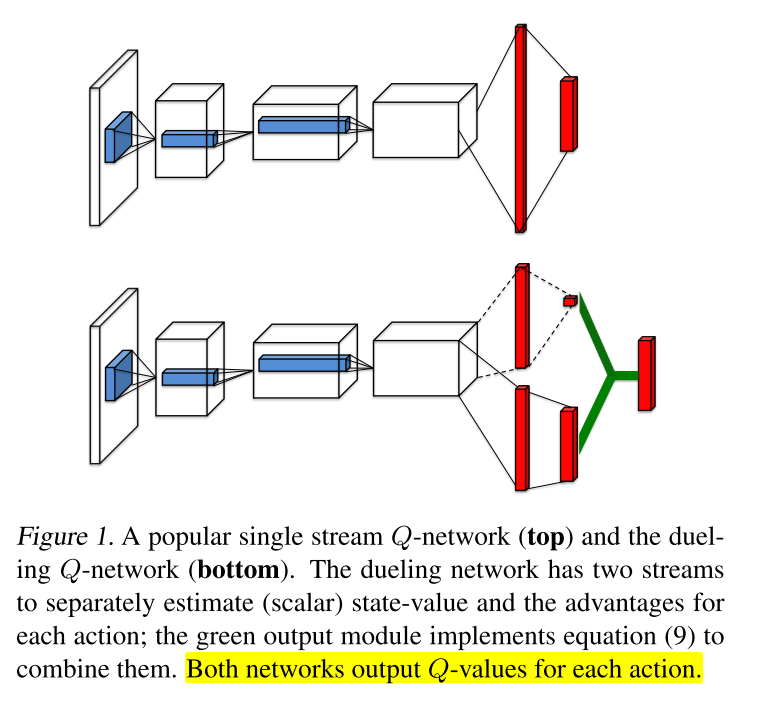 Figure 1. A popular single stream Q-network (top) and the duel-
ing Q-network (bottom). The dueling network has two streams
to separately estimate (scalar) state-value and the advantages for
each action; the green output module implements equation (9) to
combine them. Both networks output Q-values for each action.